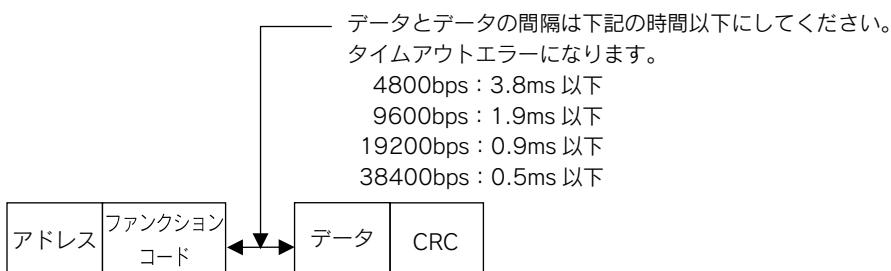 データとデータの間隔は下記の時間以下にしてください。
タイムアウトエラーになります。
4800bps：3.8ms 以下
9600bps：1.9ms 以下
19200bps：0.9ms 以下
38400bps：0.5ms 以下
アドレス
ファンクション
コード
データ
CRC